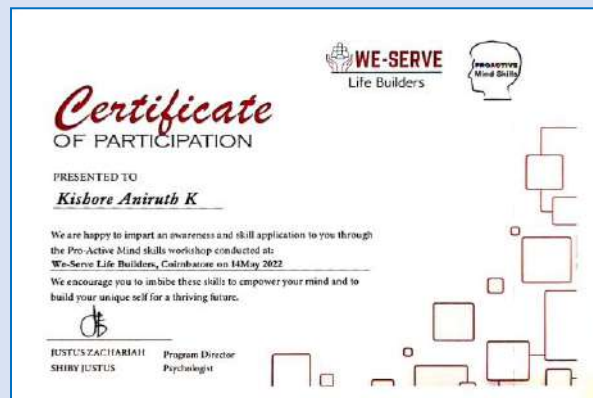 WE-SERVE
Life Builders
PROACTIVE
Mind Skills
Certificate
OF PARTICIPATION
PRESENTED TO
Kishore Aniruth K
We are happy to impart an awareness and skill application to you through
the Pro-Active Mind skills workshop conducted at:
We-Serve Life Builders, Coimbatore on 14May 2022
We encourage you to imbibe these skills to empower your mind and to
build your unique self for a thriving future.
JUSTUS ZACHARIAH Program Director
SHIBY JUSTUS Psychologist